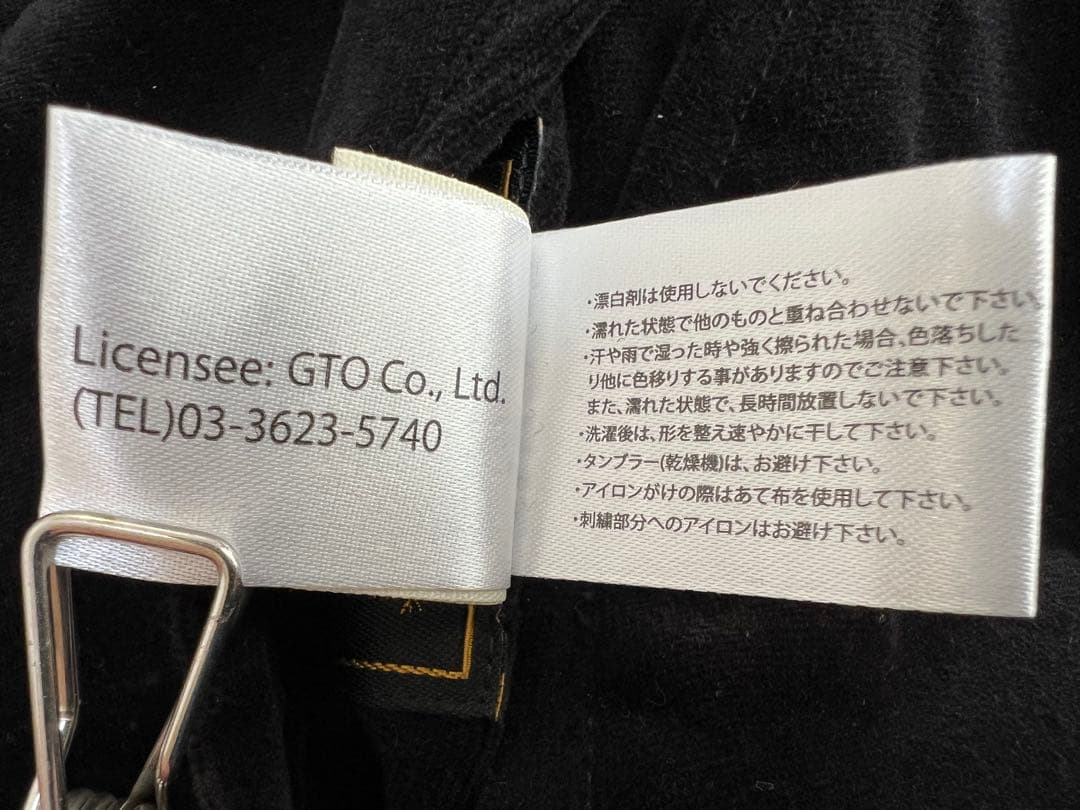 Licensee: GTO Co., Ltd.
(TEL)03-3623-5740
・漂白剤は使用しないでください。
・濡れた状態で他のものと重ね合わせないで下さい。
・汗や雨で湿った時や強く擦られた場合、色落ちした
り他に色移りする事がありますのでご注意下さい。
また、濡れた状態で、長時間放置しないで下さい。
・洗濯後は、形を整え速やかに干して下さい。
・タンブラー(乾燥機)は、お避け下さい。
・アイロンがけの際はあて布を使用して下さい。
・刺繍部分へのアイロンはお避け下さい。